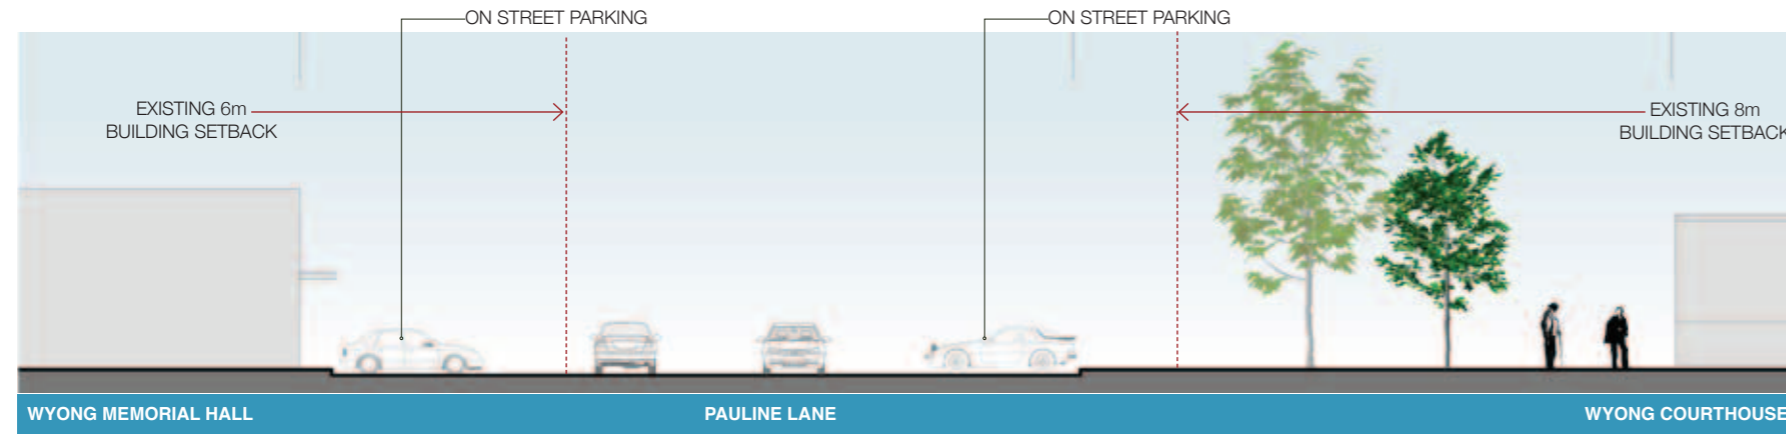 ON STREET PARKING
ON STREET PARKING
EXISTING 6m
BUILDING SETBACK
EXISTING 8m
BUILDING SETBACK
WYONG MEMORIAL HALL
PAULINE LANE
WYONG COURTHOUSE